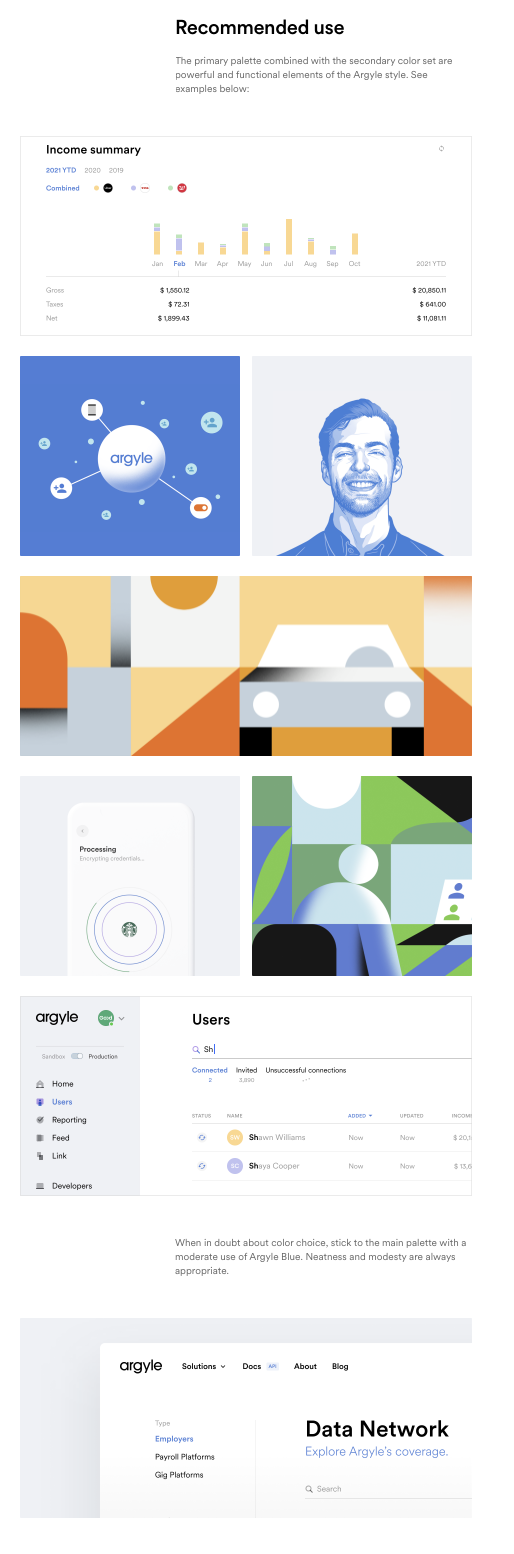 Recommended use
The primary palette combined with the secondary color set are
powerful and functional elements of the Argyle style. See
examples below:
Income summary
2021 YTD 2020 2019
Combined
Jan Feb Mar Apr May Jun Jul Aug Sep Oct 2021 YTD
Gross $ 1,550.12 $ 20,850.11
Taxes $ 72.31 $ 641.00
Net $ 1,899.43 $ 11,081.11
argyle
Processing
Encrypting credentials...
argyle
Good
Sandbox Production
Home
Users
Reporting
Feed
Link
Developers
Users
Sh
Connected Invited Unsuccessful connections
2 3,890
STATUS NAME ADDED UPDATED INCOM
SW Shawn Williams Now Now $ 20,
SC Shaya Cooper Now Now $ 13,6
When in doubt about color choice, stick to the main palette with a
moderate use of Argyle Blue. Neatness and modesty are always
appropriate.
argyle Solutions Docs API About Blog
Type
Employers
Payroll Platforms
Gig Platforms
Data Network
Explore Argyle's coverage.
Search